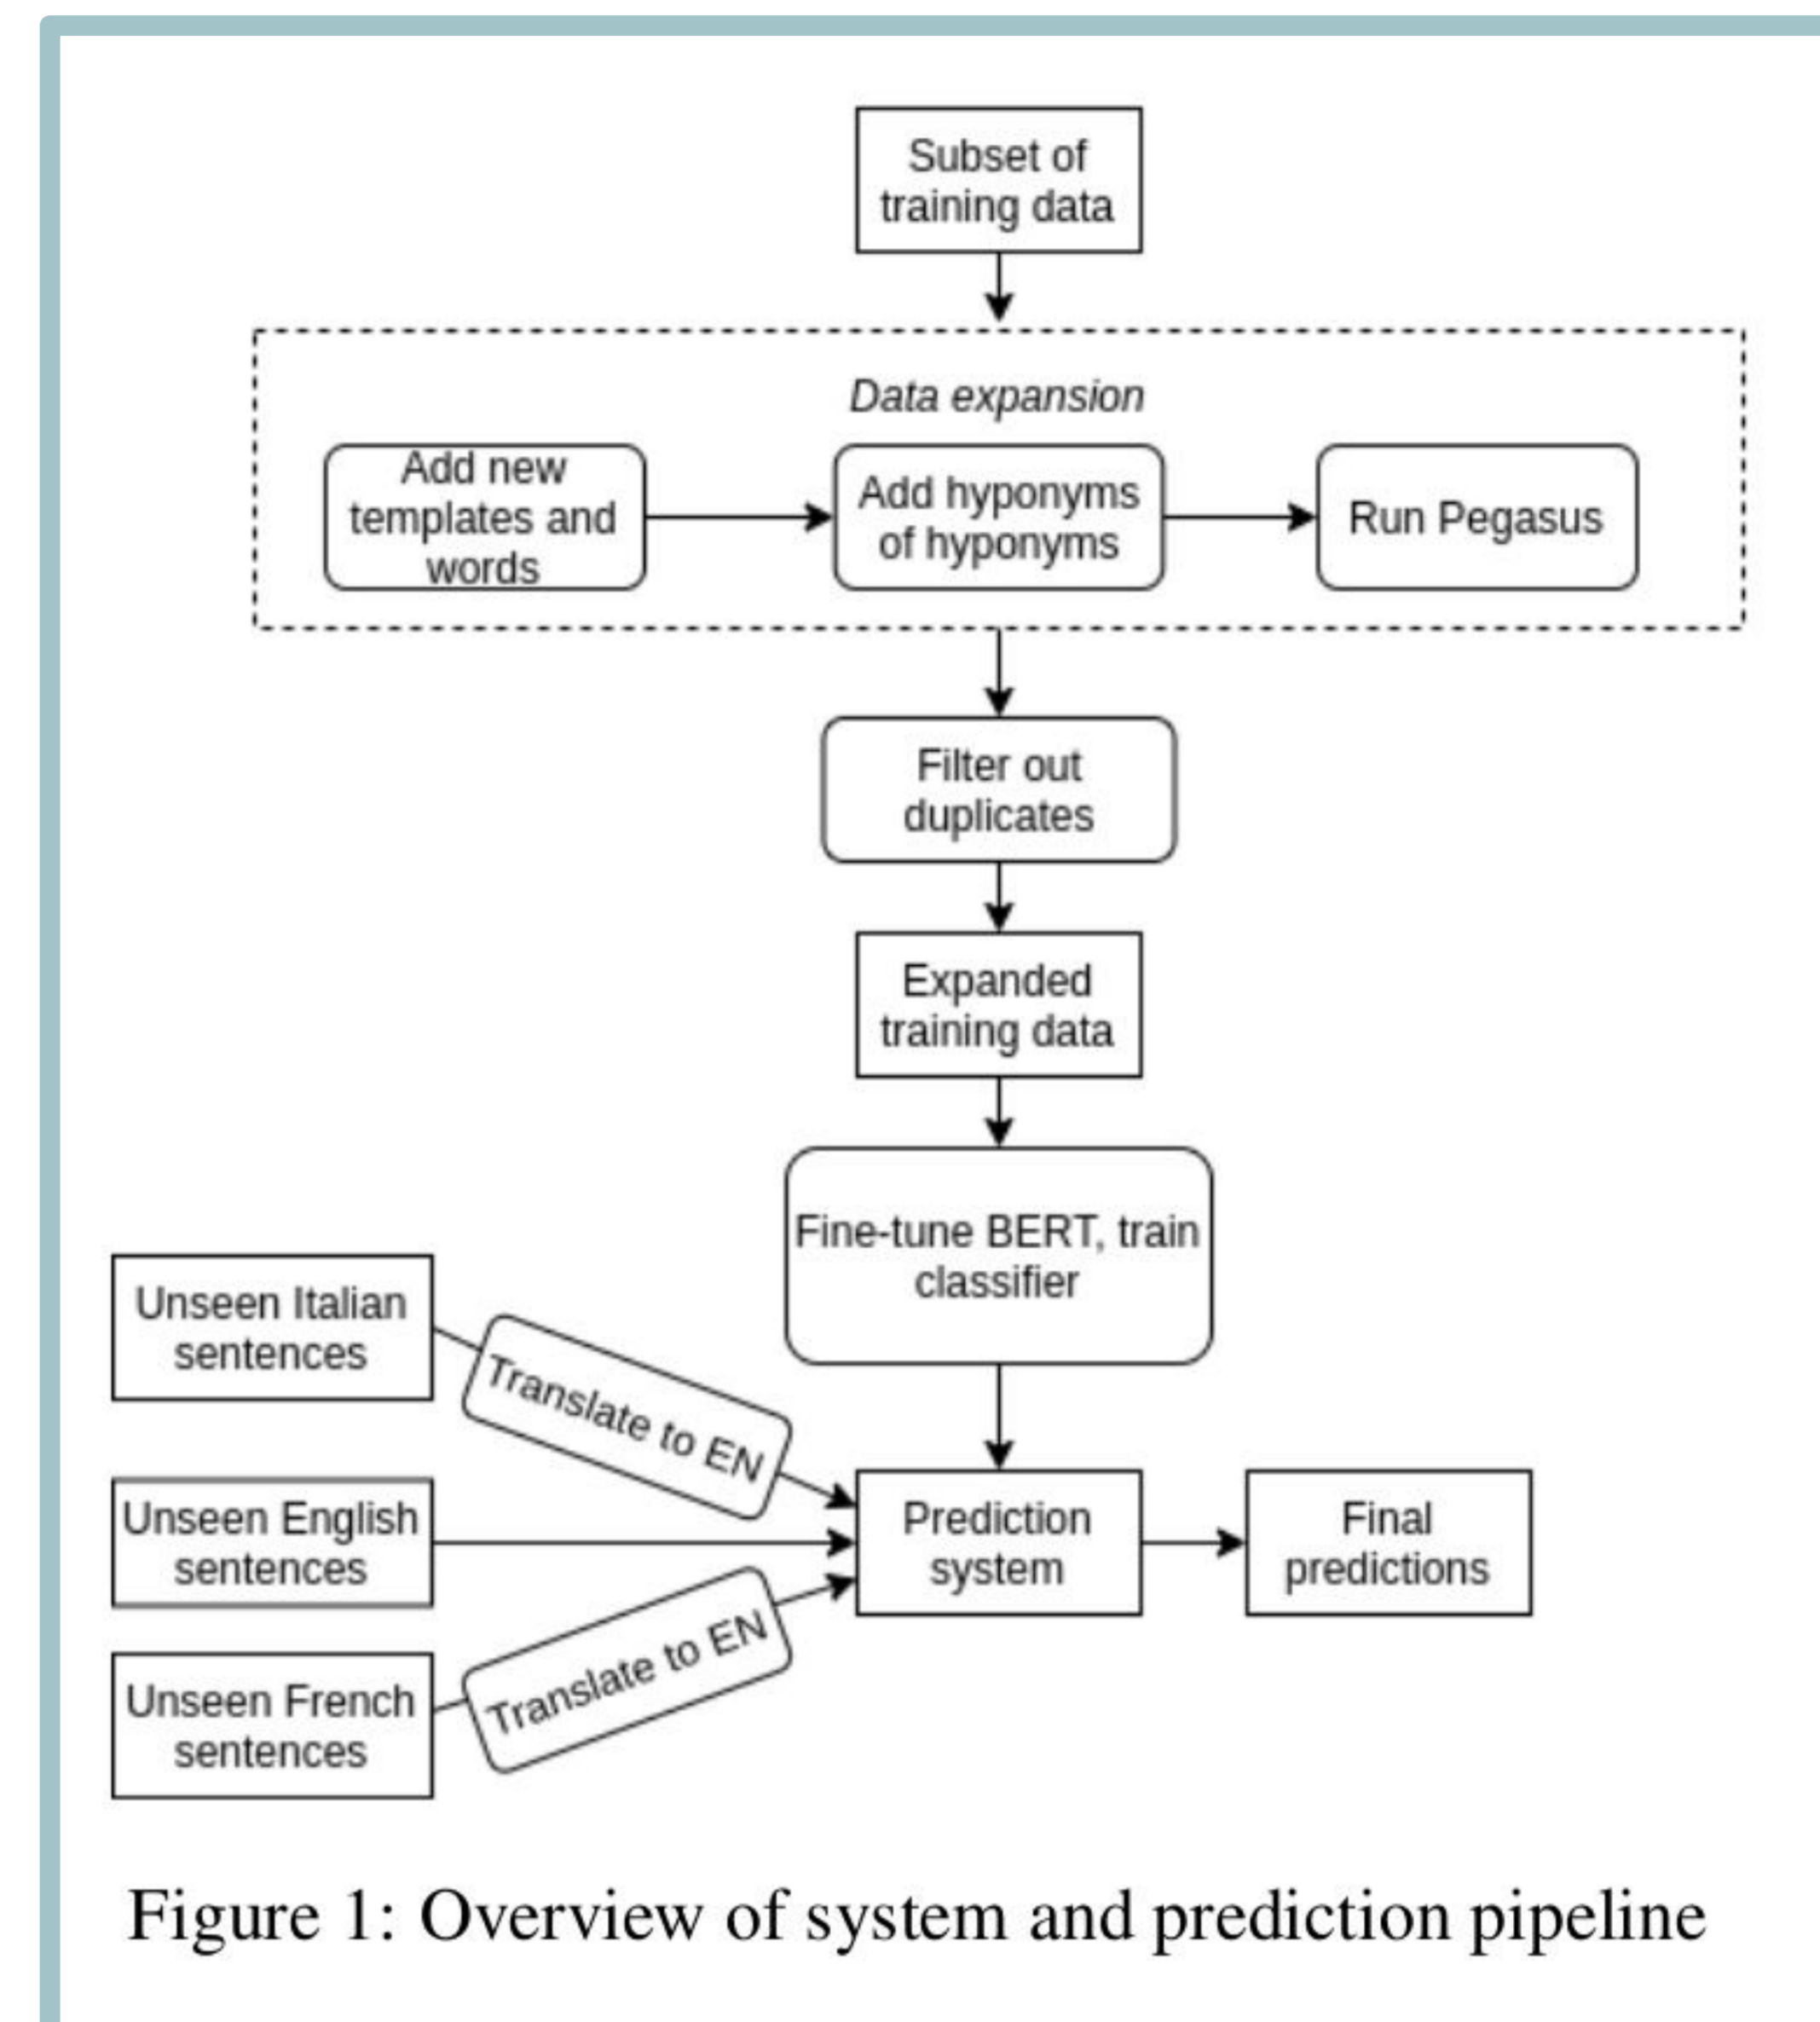 Subset of
training data
Data expansion
Add new
templates and
words
Add hyponyms
of hyponyms
Run Pegasus
Filter out
duplicates
Expanded
training data
Fine-tune BERT, train
classifier
Unseen Italian
sentences
Translate to EN
Unseen English
sentences
Prediction
system
Final
predictions
Translate to EN
Unseen French
sentences
Figure 1: Overview of system and prediction pipeline